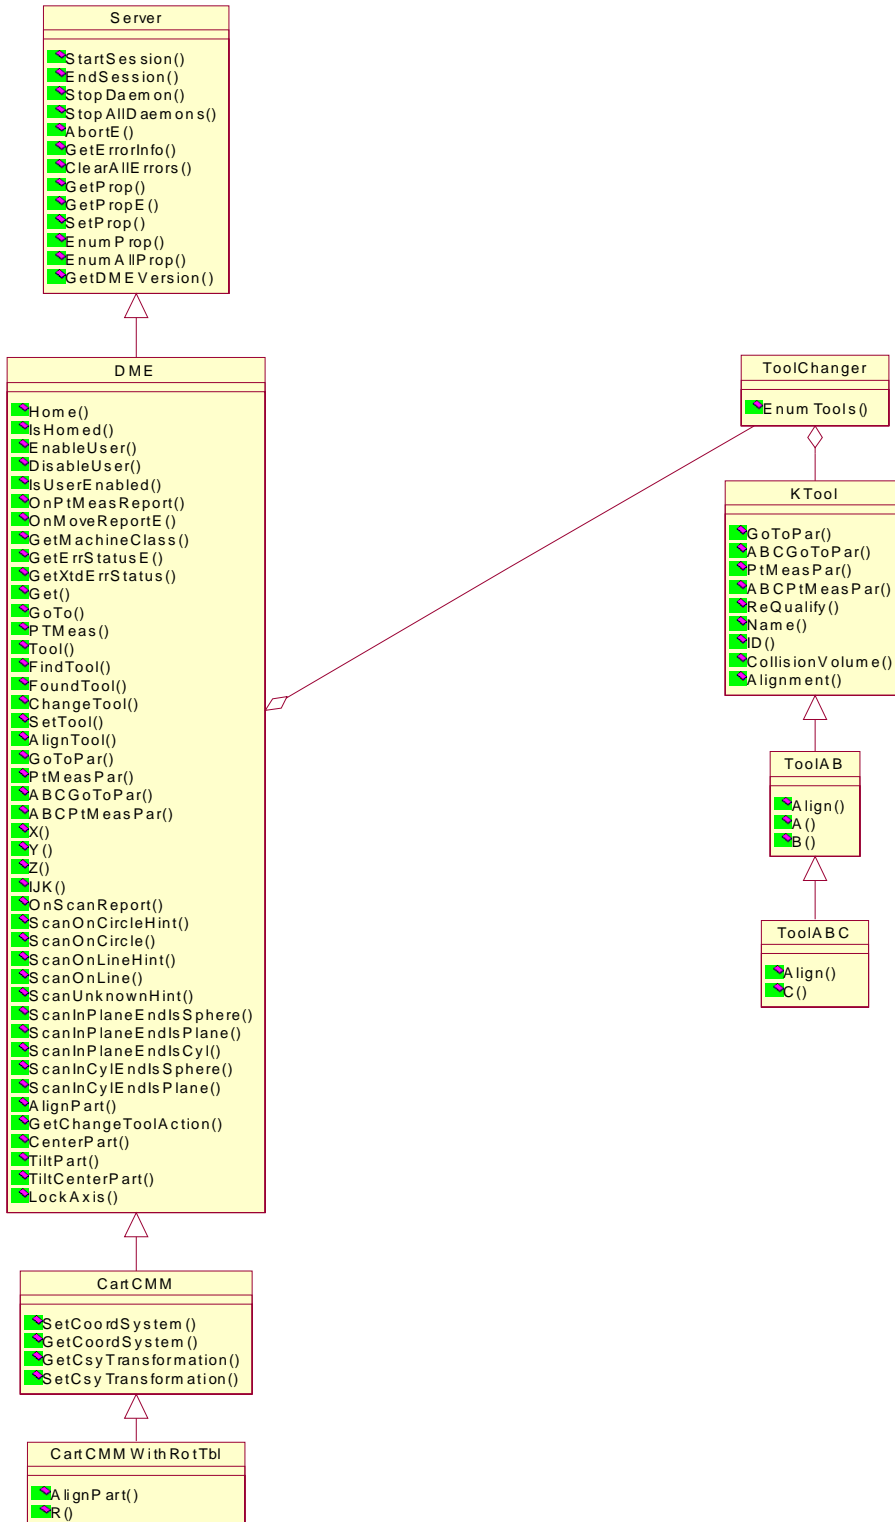 Server
StartSession()
EndSession()
StopDaemon()
StopAllDaemons()
AbortE()
GetErrorInfo()
ClearAllErrors()
GetProp()
GetPropE()
SetProp()
EnumProp()
EnumAllProp()
GetDMEVersion()
DME
Home()
IsHomed()
EnableUser()
DisableUser()
IsUserEnabled()
OnPtMeasReport()
OnMoveReportE()
GetMachineClass()
GetErrStatusE()
GetXtdErrStatus()
Get()
GoTo()
PTMeas()
Tool()
FindTool()
FoundTool()
ChangeTool()
SetTool()
AlignTool()
GoToPar()
PtMeasPar()
ABCGoToPar()
ABCPtMeasPar()
X()
Y()
Z()
IJK()
OnScanReport()
ScanOnCircleHint()
ScanOnCircle()
ScanOnLineHint()
ScanOnLine()
ScanUnknownHint()
ScanInPlaneEndIsSphere()
ScanInPlaneEndIsPlane()
ScanInPlaneEndIsCyl()
ScanInCylEndIsSphere()
ScanInCylEndIsPlane()
AlignPart()
GetChangeToolAction()
CenterPart()
TiltPart()
TiltCenterPart()
LockAxis()
CartCMM
SetCoordSystem()
GetCoordSystem()
GetCsyTransformation()
SetCsyTransformation()
CartCMMWithRotTbl
AlignPart()
R()
ToolChanger
EnumTools()
KTool
GoToPar()
ABCGoToPar()
PtMeasPar()
ABCPtMeasPar()
ReQualify()
Name()
ID()
CollisionVolume()
Alignment()
ToolAB
Align()
A()
B()
ToolABC
Align()
C()